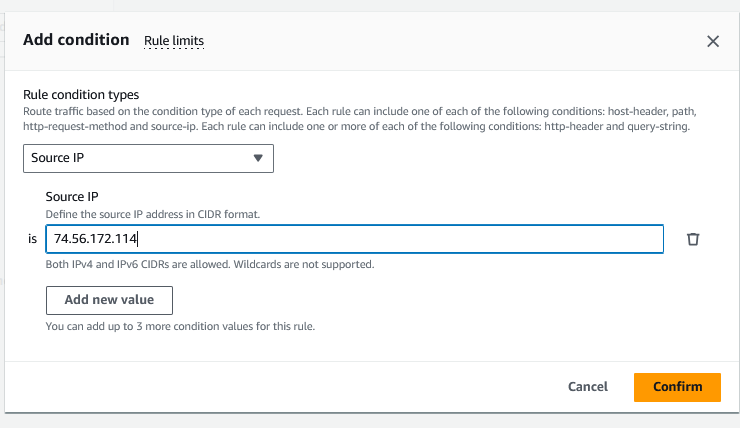 Add condition Rule limits
Rule condition types
Route traffic based on the condition type of each request. Each rule can include one of each of the following conditions: host-header, path,
http-request-method and source-ip. Each rule can include one or more of each of the following conditions: http-header and query-string.
Source IP
Source IP
Define the source IP address in CIDR format.
is 74.56.172.114
Both IPv4 and IPv6 CIDRs are allowed. Wildcards are not supported.
Add new value
You can add up to 3 more condition values for this rule.
Cancel Confirm